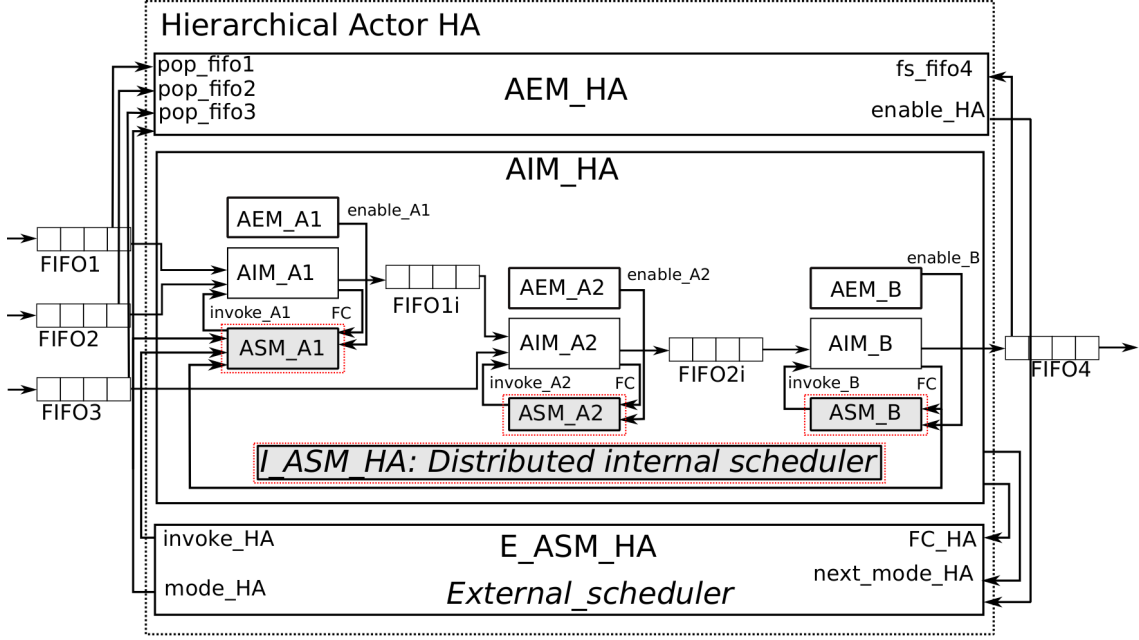 Hierarchical Actor HA
pop_fifo1
pop_fifo2
pop_fifo3
AEM_HA
fs_fifo4
enable_HA
AIM_HA
AEM_A1
enable_A1
AIM_A1
invoke_A1
FC
ASM_A1
FIFO1
FIFO2
FIFO3
FIFO1i
AEM_A2
enable_A2
AIM_A2
invoke_A2
FC
ASM_A2
FIFO2i
enable_B
AEM_B
AIM_B
invoke_B
FC
ASM_B
FIFO4
I_ASM_HA: Distributed internal scheduler
invoke_HA
mode_HA
E_ASM_HA
External_scheduler
FC_HA
next_mode_HA